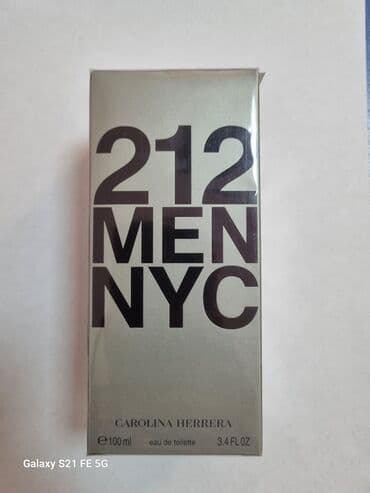 212
MEN
NYC
CAROLINA HERRERA
℮ 100 ml eau de toilette 3.4 FL OZ
Galaxy S21 FE 5G